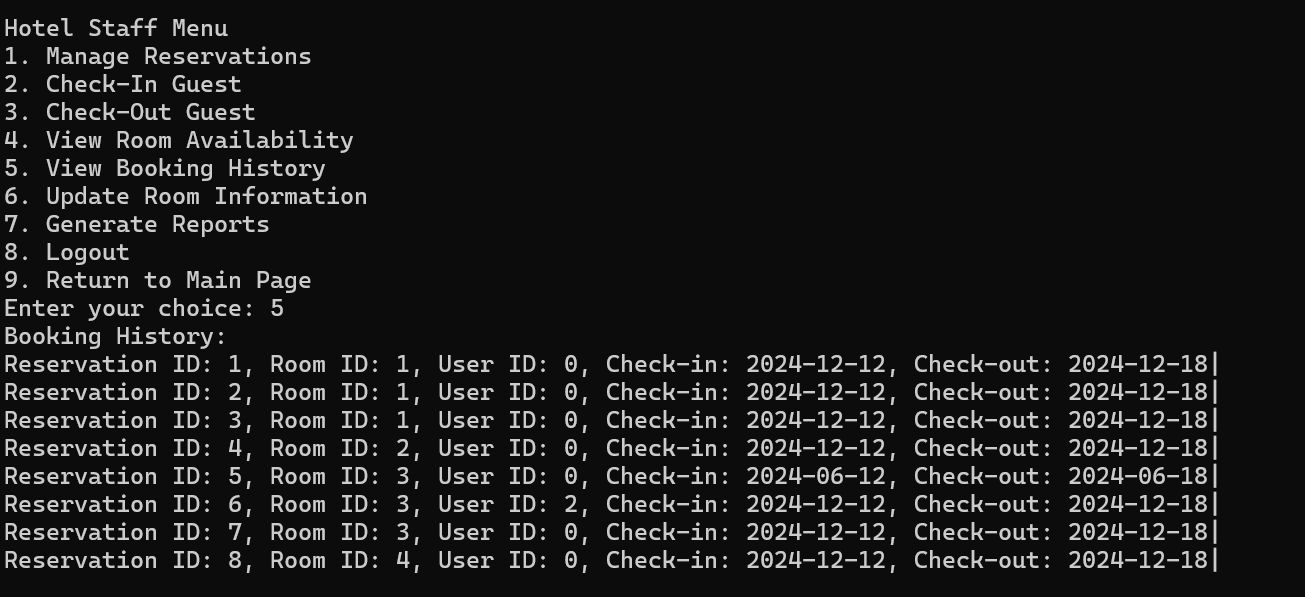 Hotel Staff Menu
1. Manage Reservations
2. Check-In Guest
3. Check-Out Guest
4. View Room Availability
5. View Booking History
6. Update Room Information
7. Generate Reports
8. Logout
9. Return to Main Page
Enter your choice: 5
Booking History:
Reservation ID: 1, Room ID: 1, User ID: 0, Check-in: 2024-12-12, Check-out: 2024-12-18|
Reservation ID: 2, Room ID: 1, User ID: 0, Check-in: 2024-12-12, Check-out: 2024-12-18|
Reservation ID: 3, Room ID: 1, User ID: 0, Check-in: 2024-12-12, Check-out: 2024-12-18|
Reservation ID: 4, Room ID: 2, User ID: 0, Check-in: 2024-12-12, Check-out: 2024-12-18|
Reservation ID: 5, Room ID: 3, User ID: 0, Check-in: 2024-06-12, Check-out: 2024-06-18|
Reservation ID: 6, Room ID: 3, User ID: 2, Check-in: 2024-12-12, Check-out: 2024-12-18|
Reservation ID: 7, Room ID: 3, User ID: 0, Check-in: 2024-12-12, Check-out: 2024-12-18|
Reservation ID: 8, Room ID: 4, User ID: 0, Check-in: 2024-12-12, Check-out: 2024-12-18|